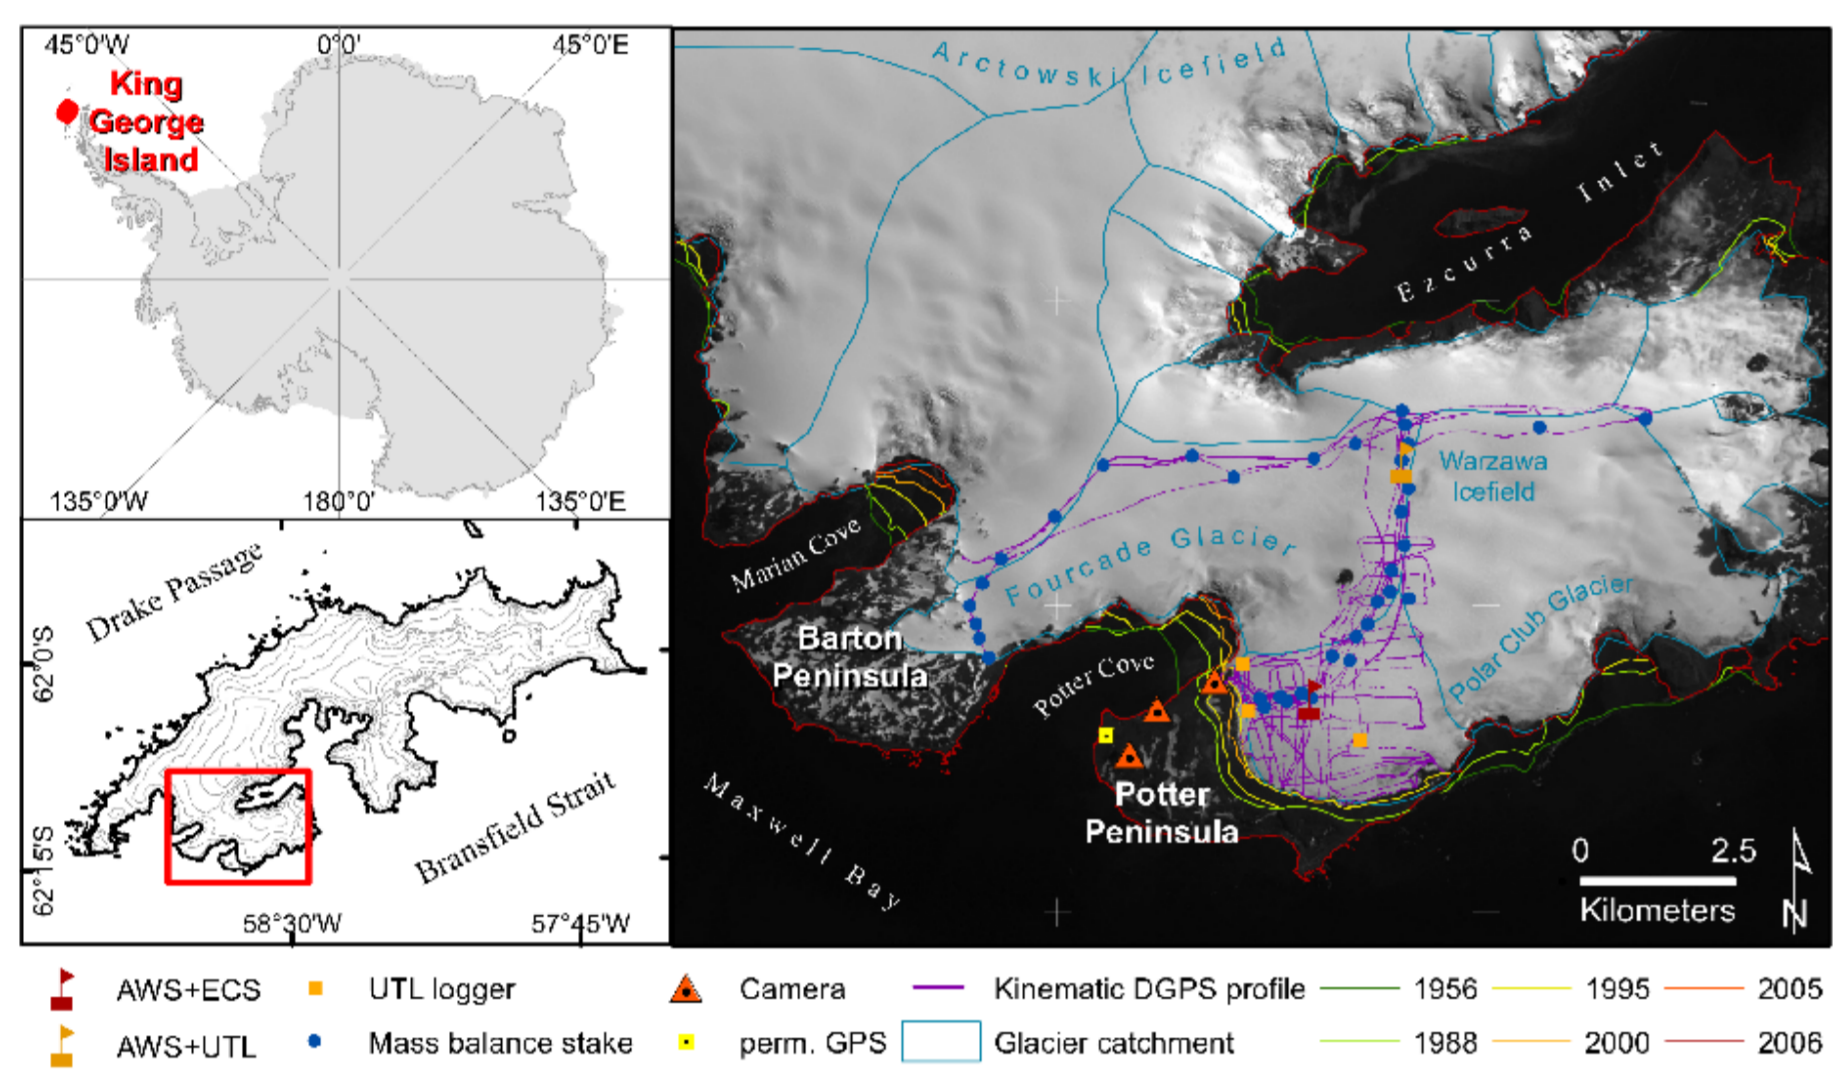 45°0'W
0°0'
45°0'E
King
George
Island
135°0'W
180°0'
135°0'E
Drake Passage
62°0'S
62°15'S
Bransfield Strait
58°30'W
57°45'W
Arctowski Icefield
Ezcurra Inlet
Warzawa
Icefield
Marian Cove
Fourcade Glacier
Polar Club Glacier
Barton
Peninsula
Potter Cove
Potter
Peninsula
Maxwell Bay
0 2.5
Kilometers
N
AWS+ECS
UTL logger
Camera
Kinematic DGPS profile
1956
1995
2005
AWS+UTL
Mass balance stake
perm. GPS
Glacier catchment
1988
2000
2006